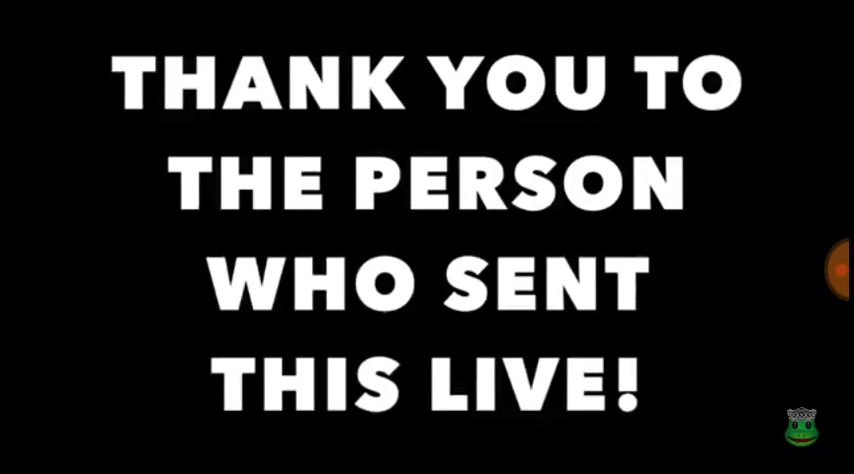 THANK YOU TO
THE PERSON
WHO SENT
THIS LIVE!